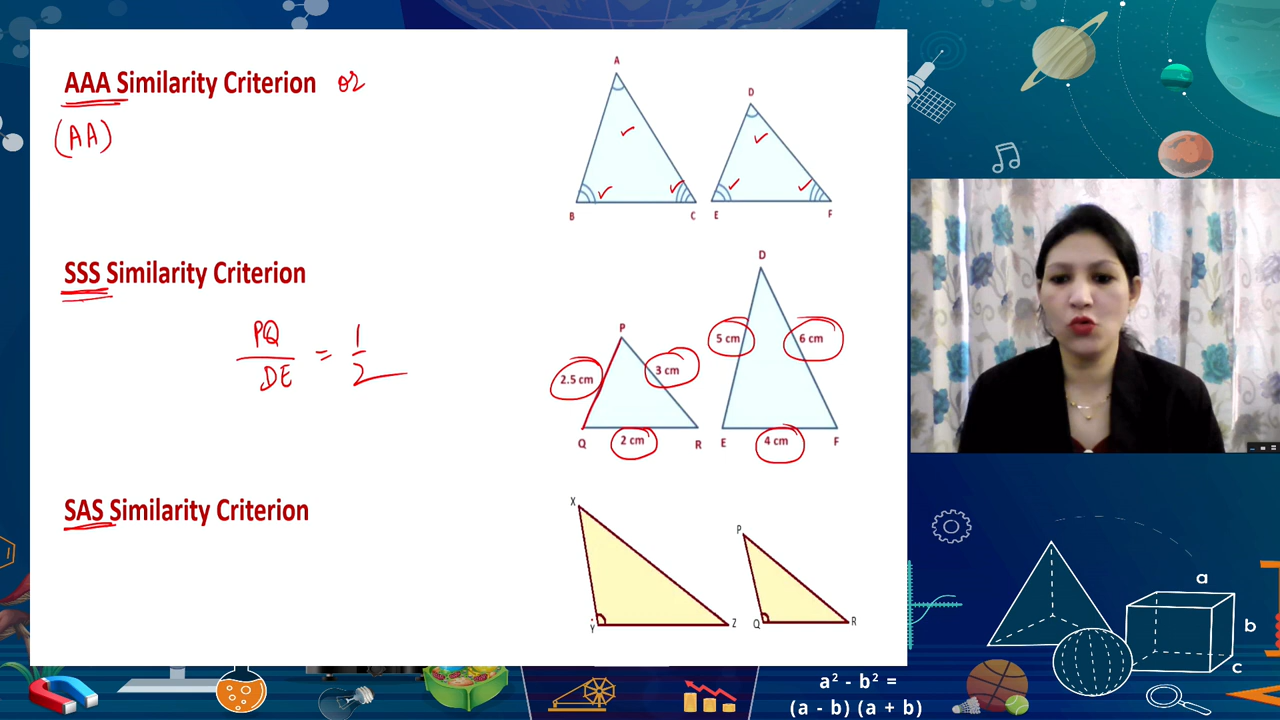 AAA Similarity Criterion or
(AA)
A
D
B
C
E
F
SSS Similarity Criterion
PQ/DE = 1/2
D
5 cm
6 cm
P
2.5 cm
3 cm
Q
2 cm
R
E
4 cm
F
SAS Similarity Criterion
X
P
Y
Z
Q
R
a
b
c
a² - b² =
(a - b) (a + b)